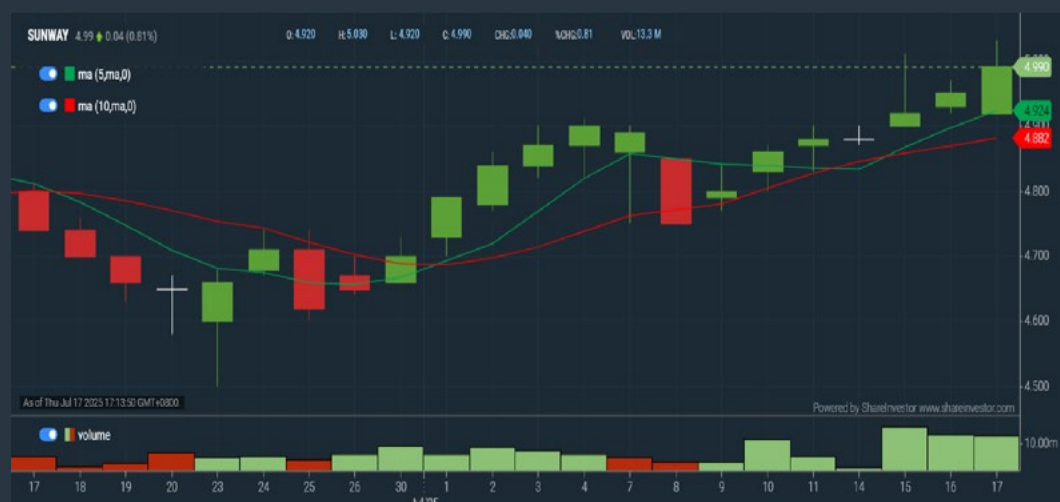 SUNWAY 4.99 0.04 (0.81%) O: 4.920 H: 5.030 L: 4.920 C: 4.990 CHG:0.040 %CHG:0.81 VOL:13.3 M
ma (5,ma,0)
ma (10,ma,0)
4.990
4.924
4.900
4.882
4.800
4.700
4.600
4.500
As of Thu Jul 17 2025 17:13:50 GMT+0800.
Powered by ShareInvestor www.shareinvestor.com
volume
10.00m
17 18 19 20 23 24 25 26 30 1 2 3 4 7 8 9 10 11 14 15 16 17